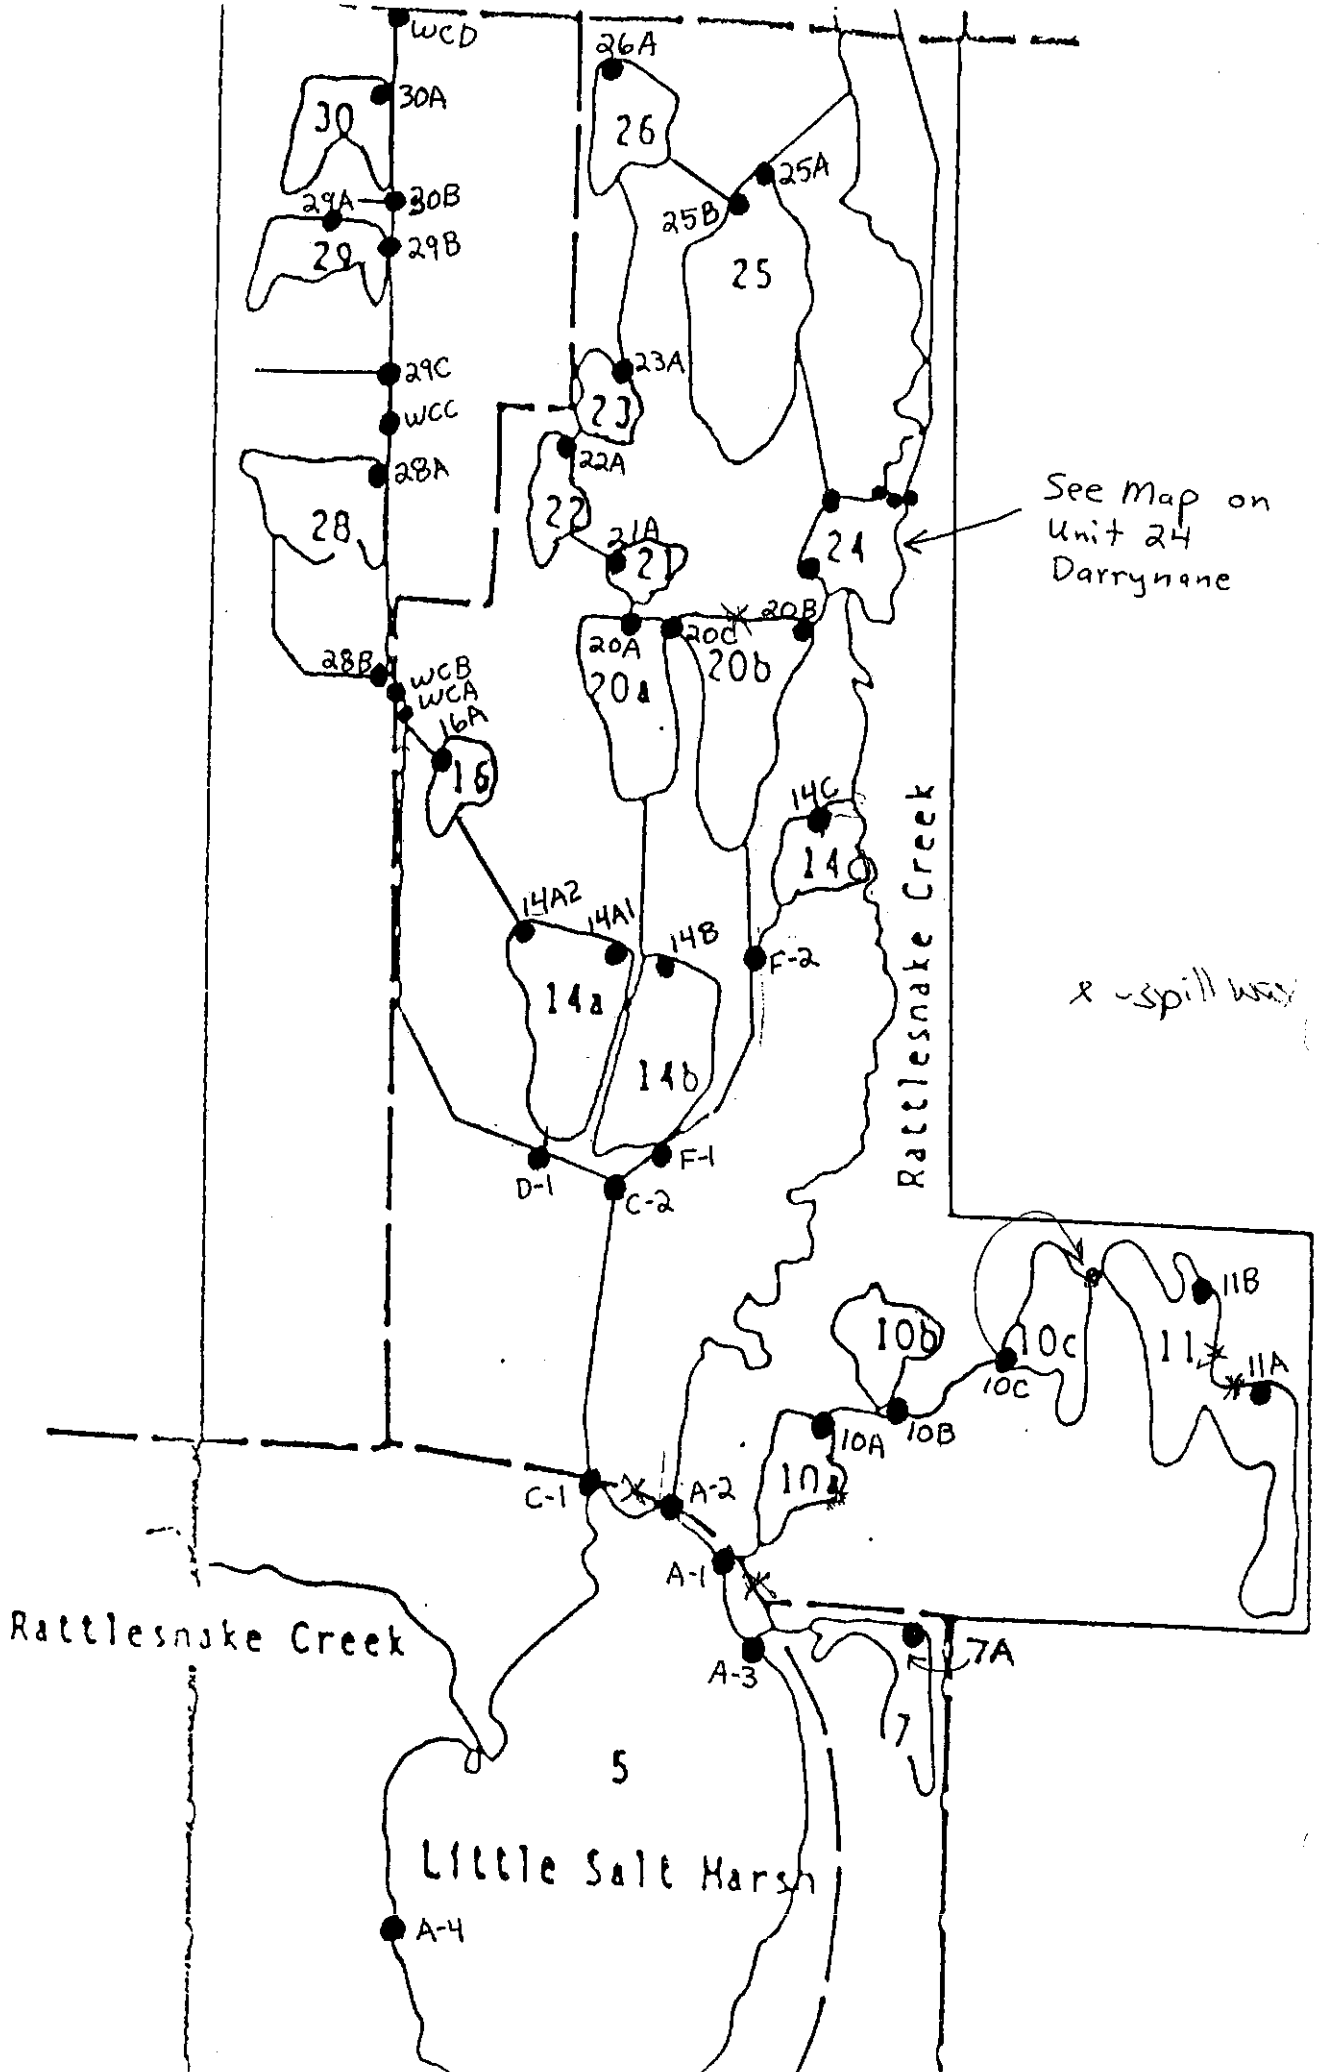 WCD
26A
30A
30
26
25A
29A
30B
25B
29
29B
25
29C
23A
WCC
23
22A
28A
See Map on
Unit 24
Darrynane
28
22
21A
21
24
20A
20C
20B
28B
WCB
WCA
20a
20b
16A
16
14C
14c
Rattlesnake Creek
14A2
14A1
14B
F-2
14a
x - spill way
14b
D-1
F-1
C-2
11B
10b
10c
11
11A
10C
10A
10B
10a
C-1
A-2
A-1
Rattlesnake Creek
7A
A-3
7
5
Little Salt Marsh
A-4